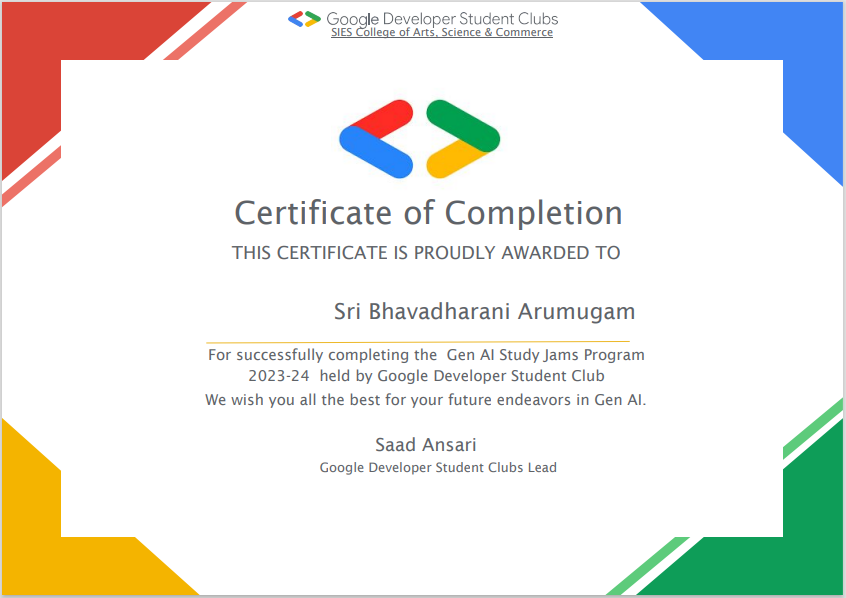 Google Developer Student Clubs
SIES College of Arts, Science & Commerce
Certificate of Completion
THIS CERTIFICATE IS PROUDLY AWARDED TO
Sri Bhavadharani Arumugam
For successfully completing the Gen AI Study Jams Program
2023-24 held by Google Developer Student Club
We wish you all the best for your future endeavors in Gen AI.
Saad Ansari
Google Developer Student Clubs Lead